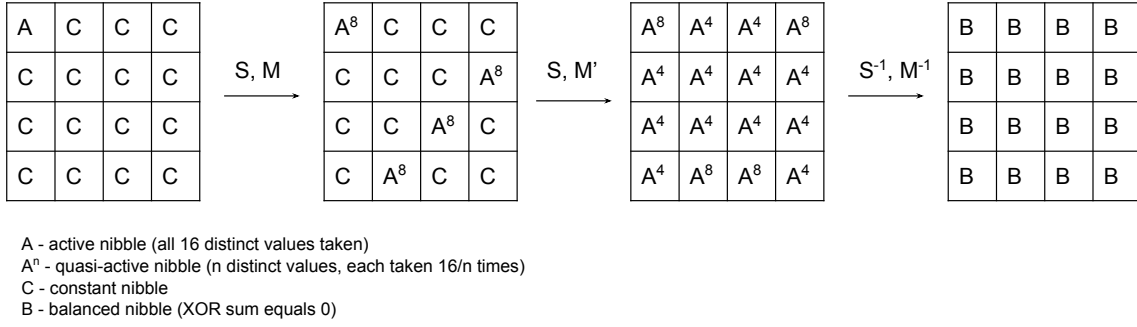 A C C C
C C C C
C C C C
C C C C
S, M
A⁸ C C C
C C C A⁸
C C A⁸ C
C A⁸ C C
S, M'
A⁸ A⁴ A⁴ A⁸
A⁴ A⁴ A⁴ A⁴
A⁴ A⁴ A⁴ A⁴
A⁴ A⁸ A⁸ A⁴
S⁻¹, M⁻¹
B B B B
B B B B
B B B B
B B B B
A - active nibble (all 16 distinct values taken)
Aⁿ - quasi-active nibble (n distinct values, each taken 16/n times)
C - constant nibble
B - balanced nibble (XOR sum equals 0)